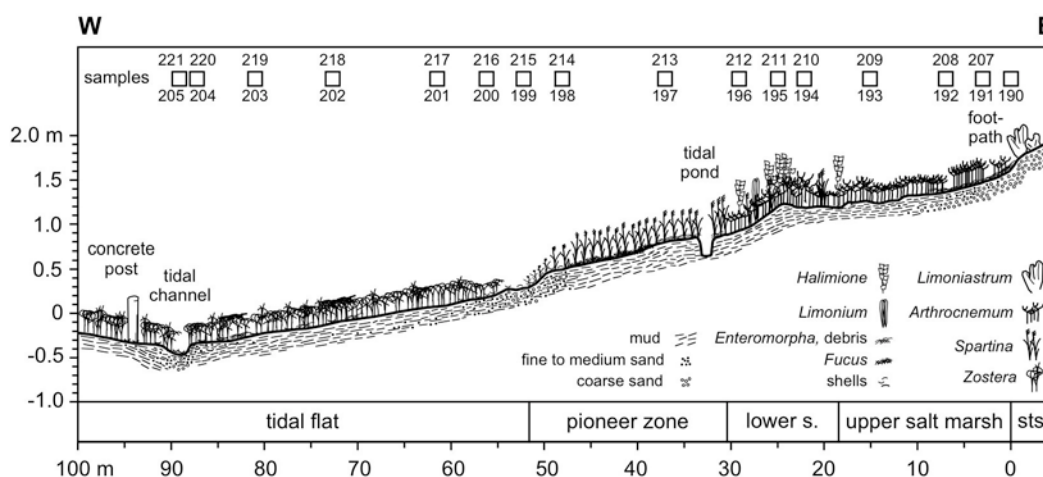 W E
221 220 219 218 217 216 215 214 213 212 211 210 209 208 207
samples
205 204 203 202 201 200 199 198 197 196 195 194 193 192 191 190
foot-
path
2.0 m
tidal
pond
1.5
1.0
concrete
post
tidal
channel
0.5
0
-0.5
-1.0
Halimione
Limonium
mud
fine to medium sand
coarse sand
Enteromorpha, debris
Fucus
shells
Limoniastrum
Arthrocnemum
Spartina
Zostera
tidal flat pioneer zone lower s. upper salt marsh sts
100 m 90 80 70 60 50 40 30 20 10 0